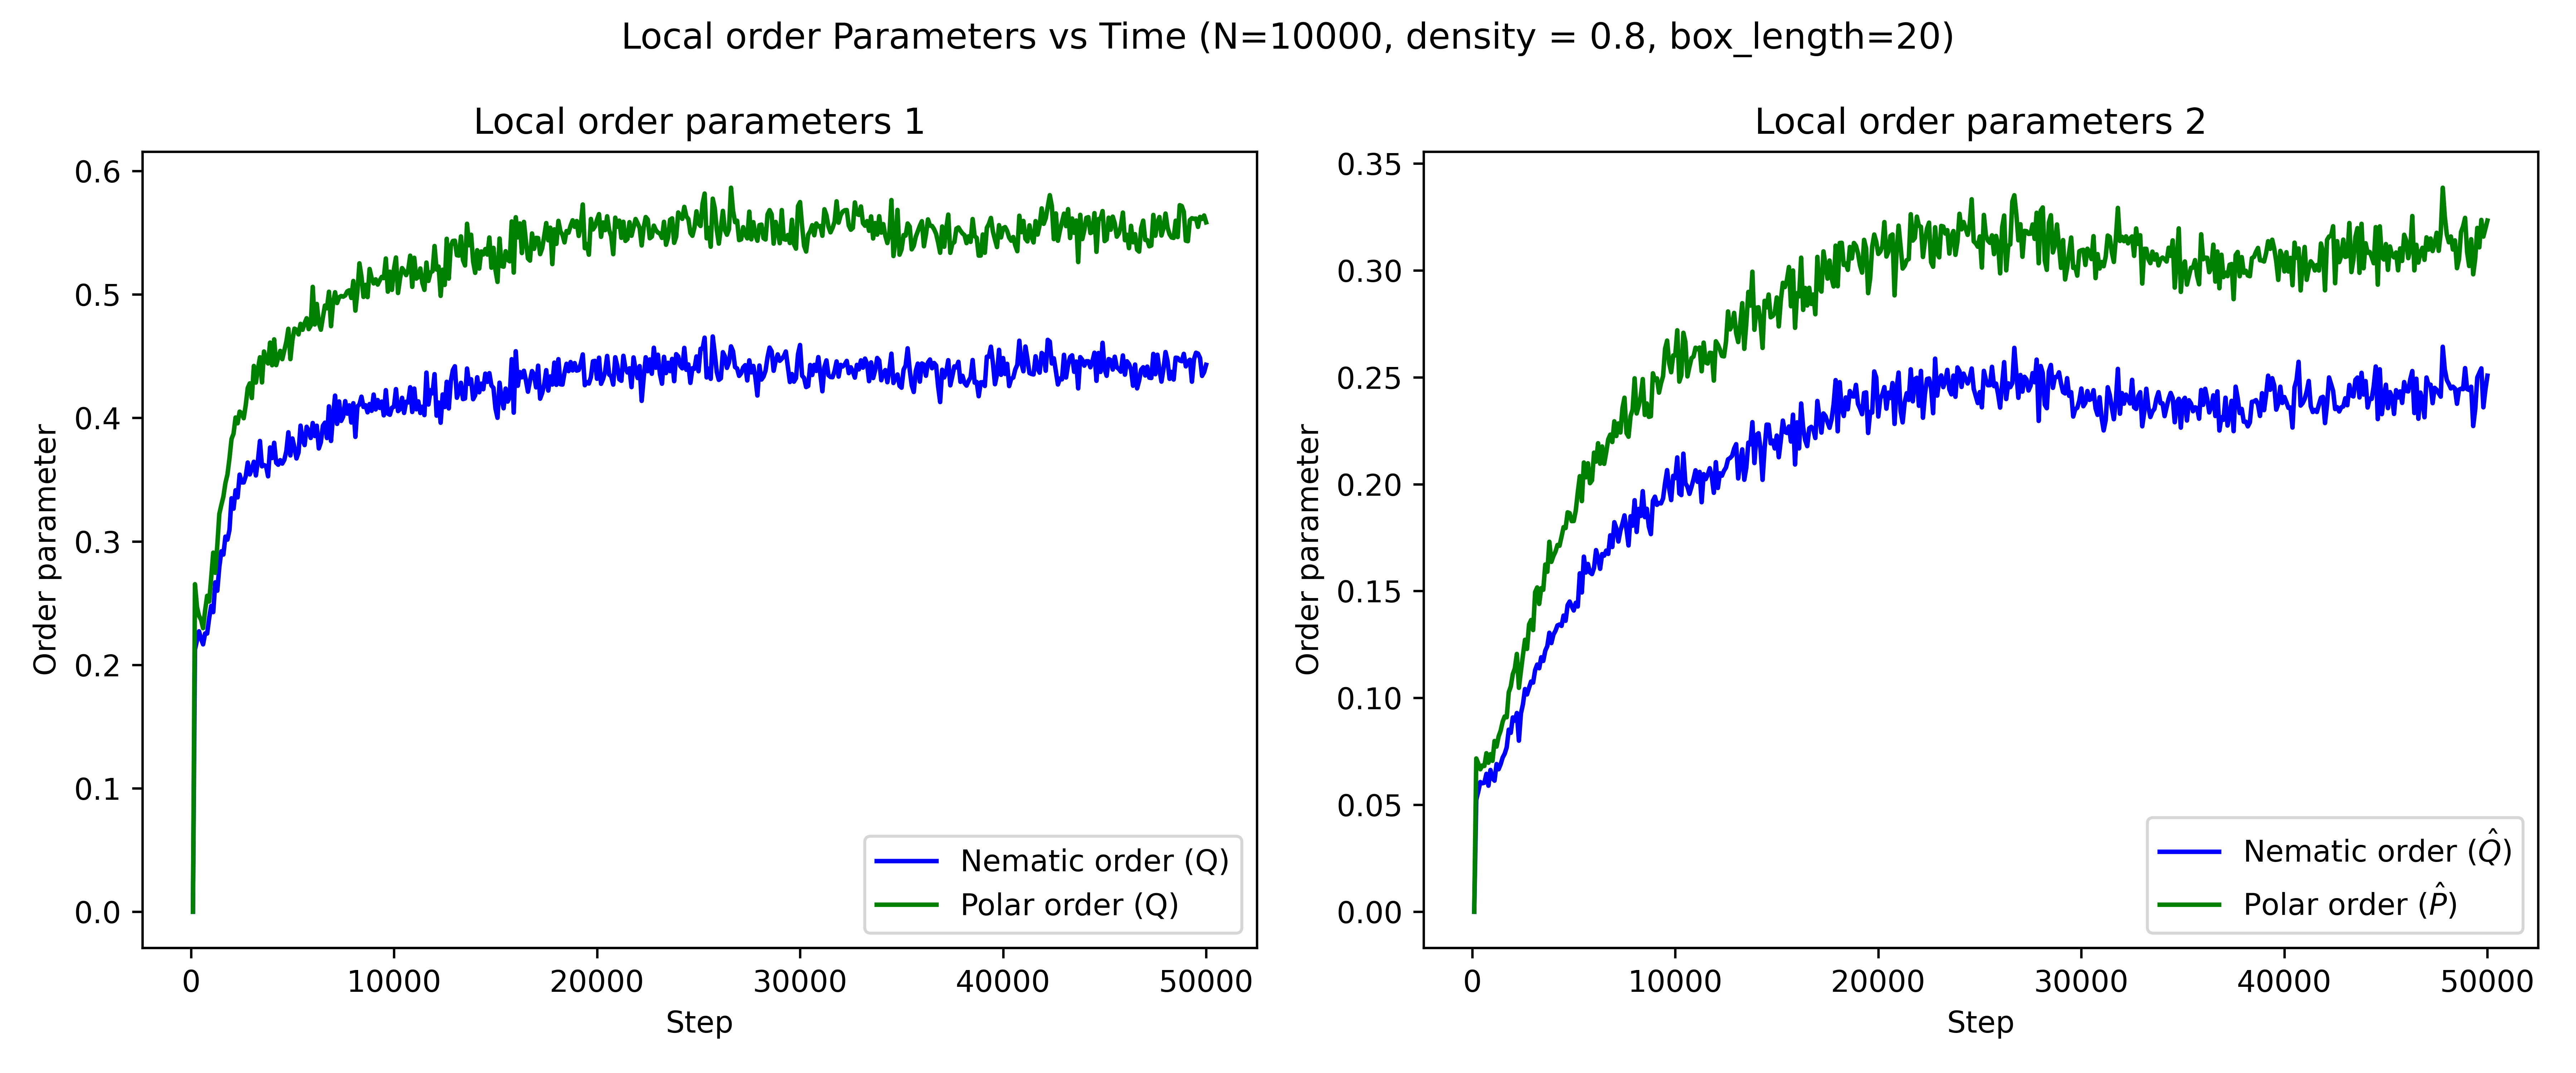 Local order Parameters vs Time (N=10000, density = 0.8, box_length=20)
Local order parameters 1
0.6
0.5
0.4
0.3
0.2
0.1
0.0
Order parameter
0 10000 20000 30000 40000 50000
Step
Nematic order (Q)
Polar order (Q)
Local order parameters 2
0.35
0.30
0.25
0.20
0.15
0.10
0.05
0.00
Order parameter
0 10000 20000 30000 40000 50000
Step
Nematic order (Q̂)
Polar order (P̂)